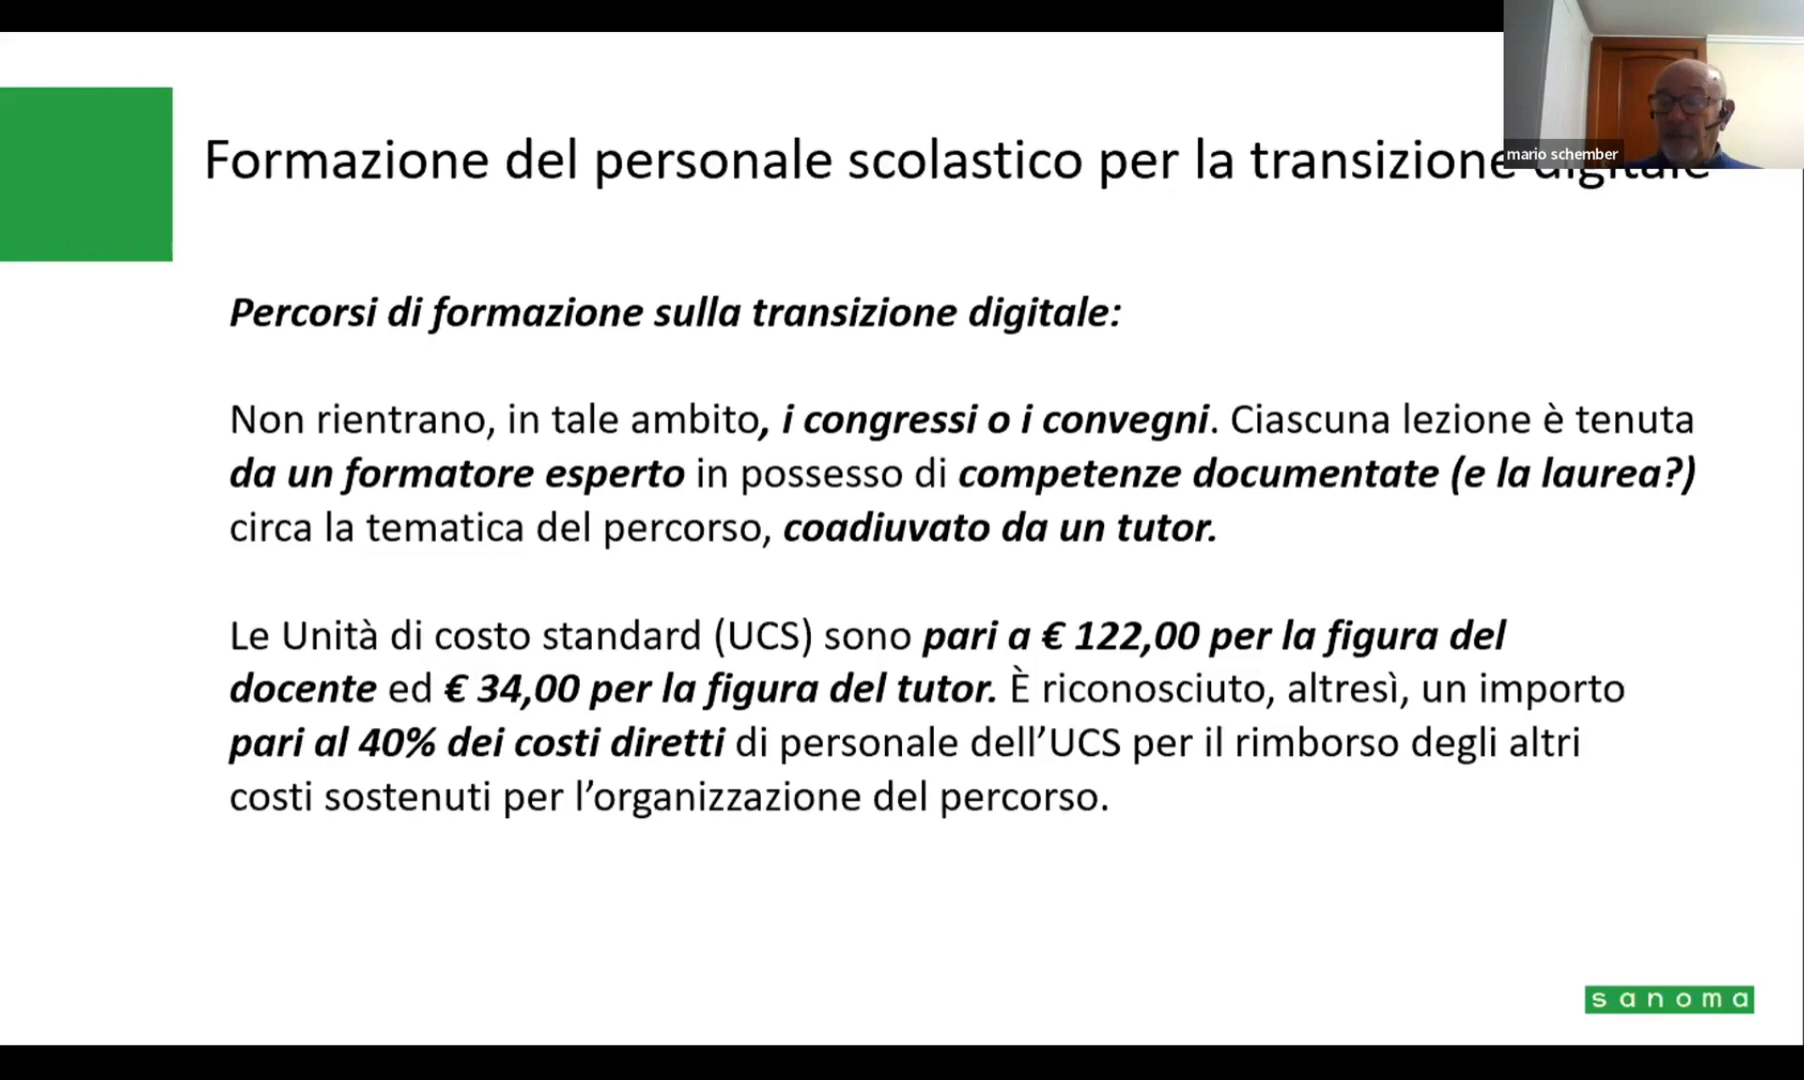 Formazione del personale scolastico per la transizione digitale
mario schember
Percorsi di formazione sulla transizione digitale:
Non rientrano, in tale ambito, i congressi o i convegni. Ciascuna lezione è tenuta
da un formatore esperto in possesso di competenze documentate (e la laurea?)
circa la tematica del percorso, coadiuvato da un tutor.
Le Unità di costo standard (UCS) sono pari a € 122,00 per la figura del
docente ed € 34,00 per la figura del tutor. È riconosciuto, altresì, un importo
pari al 40% dei costi diretti di personale dell’UCS per il rimborso degli altri
costi sostenuti per l’organizzazione del percorso.
sanoma